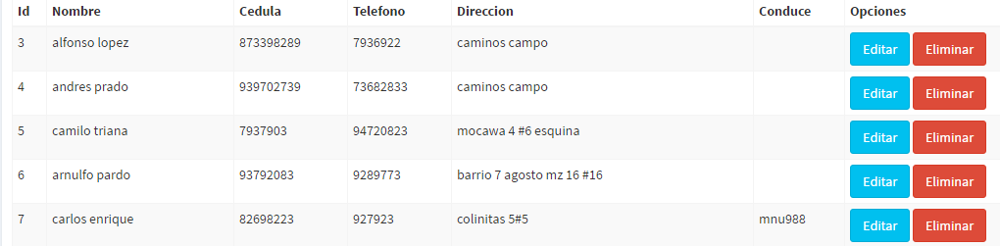 Id Nombre Cedula Telefono Direccion Conduce Opciones
3 alfonso lopez 873398289 7936922 caminos campo Editar Eliminar
4 andres prado 939702739 73682833 caminos campo Editar Eliminar
5 camilo triana 7937903 94720823 mocawa 4 #6 esquina Editar Eliminar
6 arnulfo pardo 93792083 9289773 barrio 7 agosto mz 16 #16 Editar Eliminar
7 carlos enrique 82698223 927923 colinitas 5#5 mnu988 Editar Eliminar